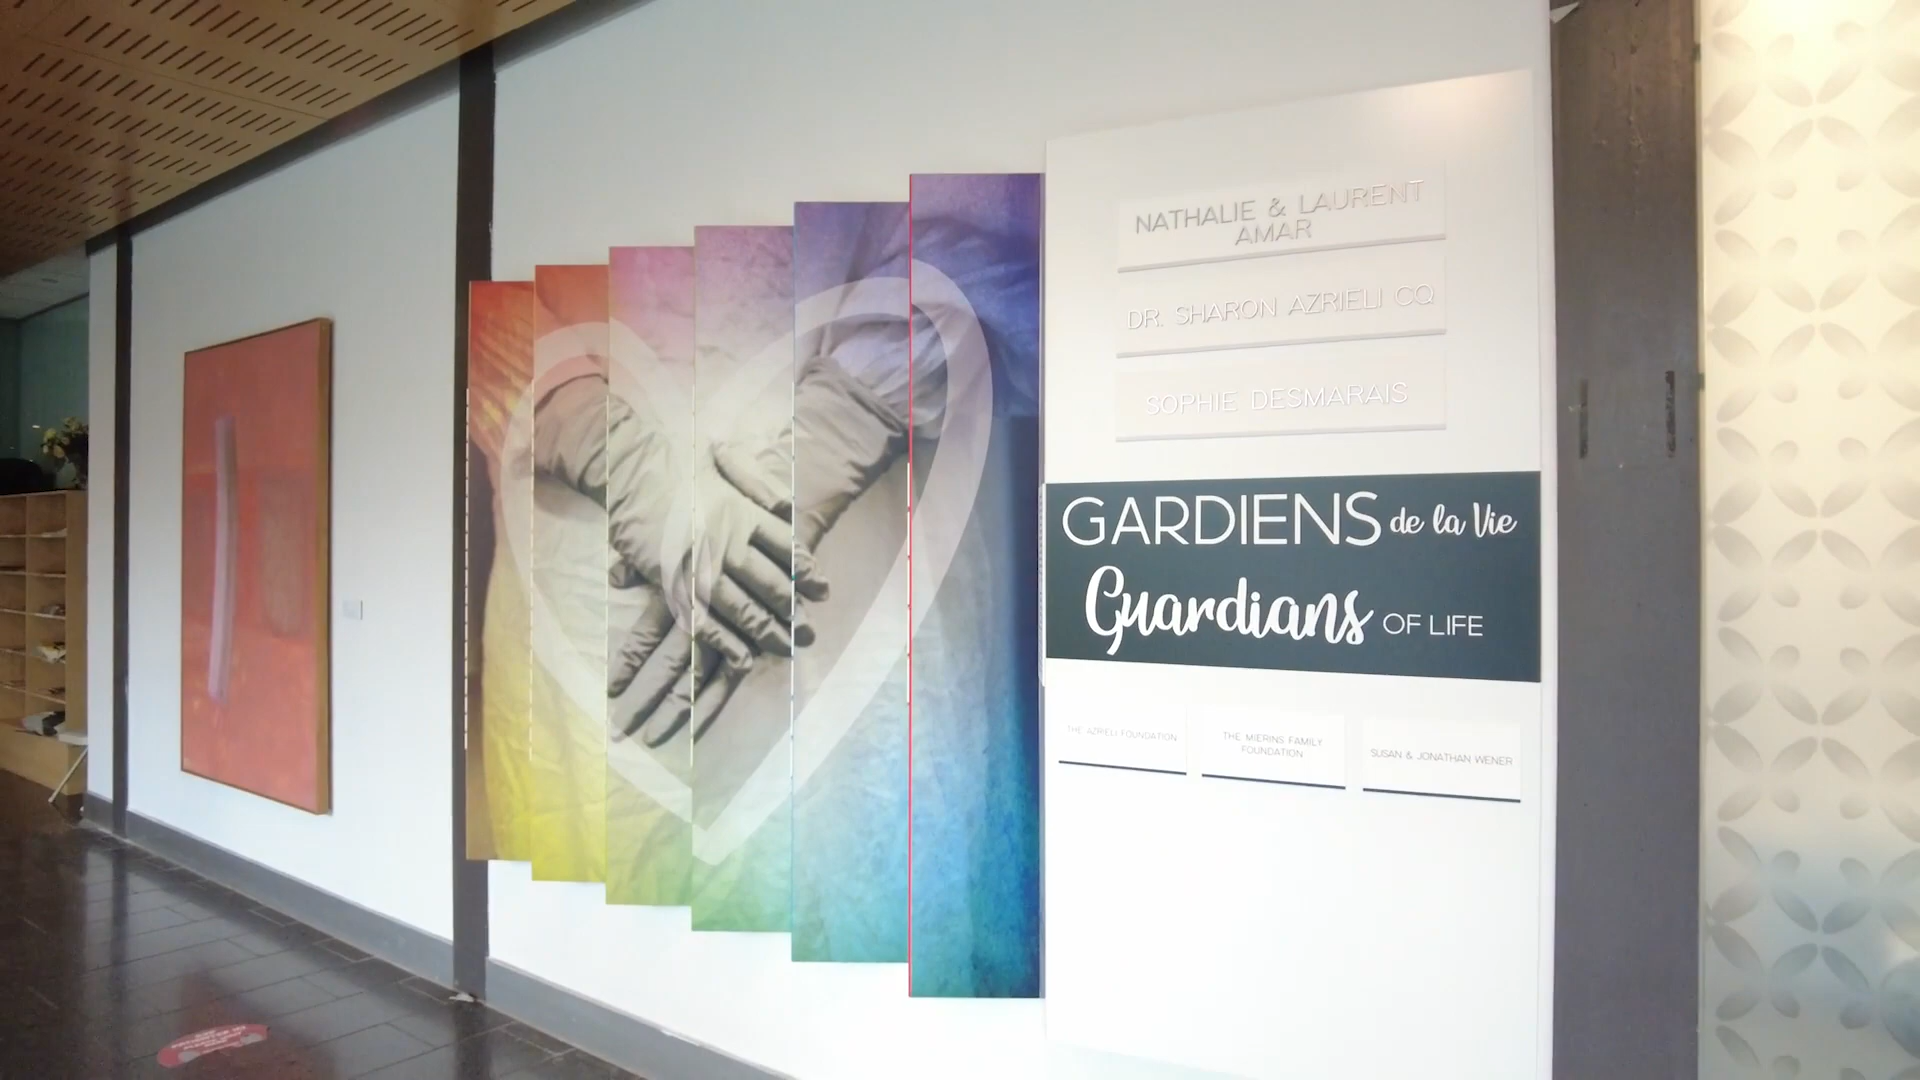 NATHALIE & LAURENT
AMAR
DR. SHARON AZRIELI CQ
SOPHIE DESMARAIS
GARDIENS de la Vie
Guardians OF LIFE
THE AZRIELI FOUNDATION
THE MIERINS FAMILY
FOUNDATION
SUSAN & JONATHAN WENER